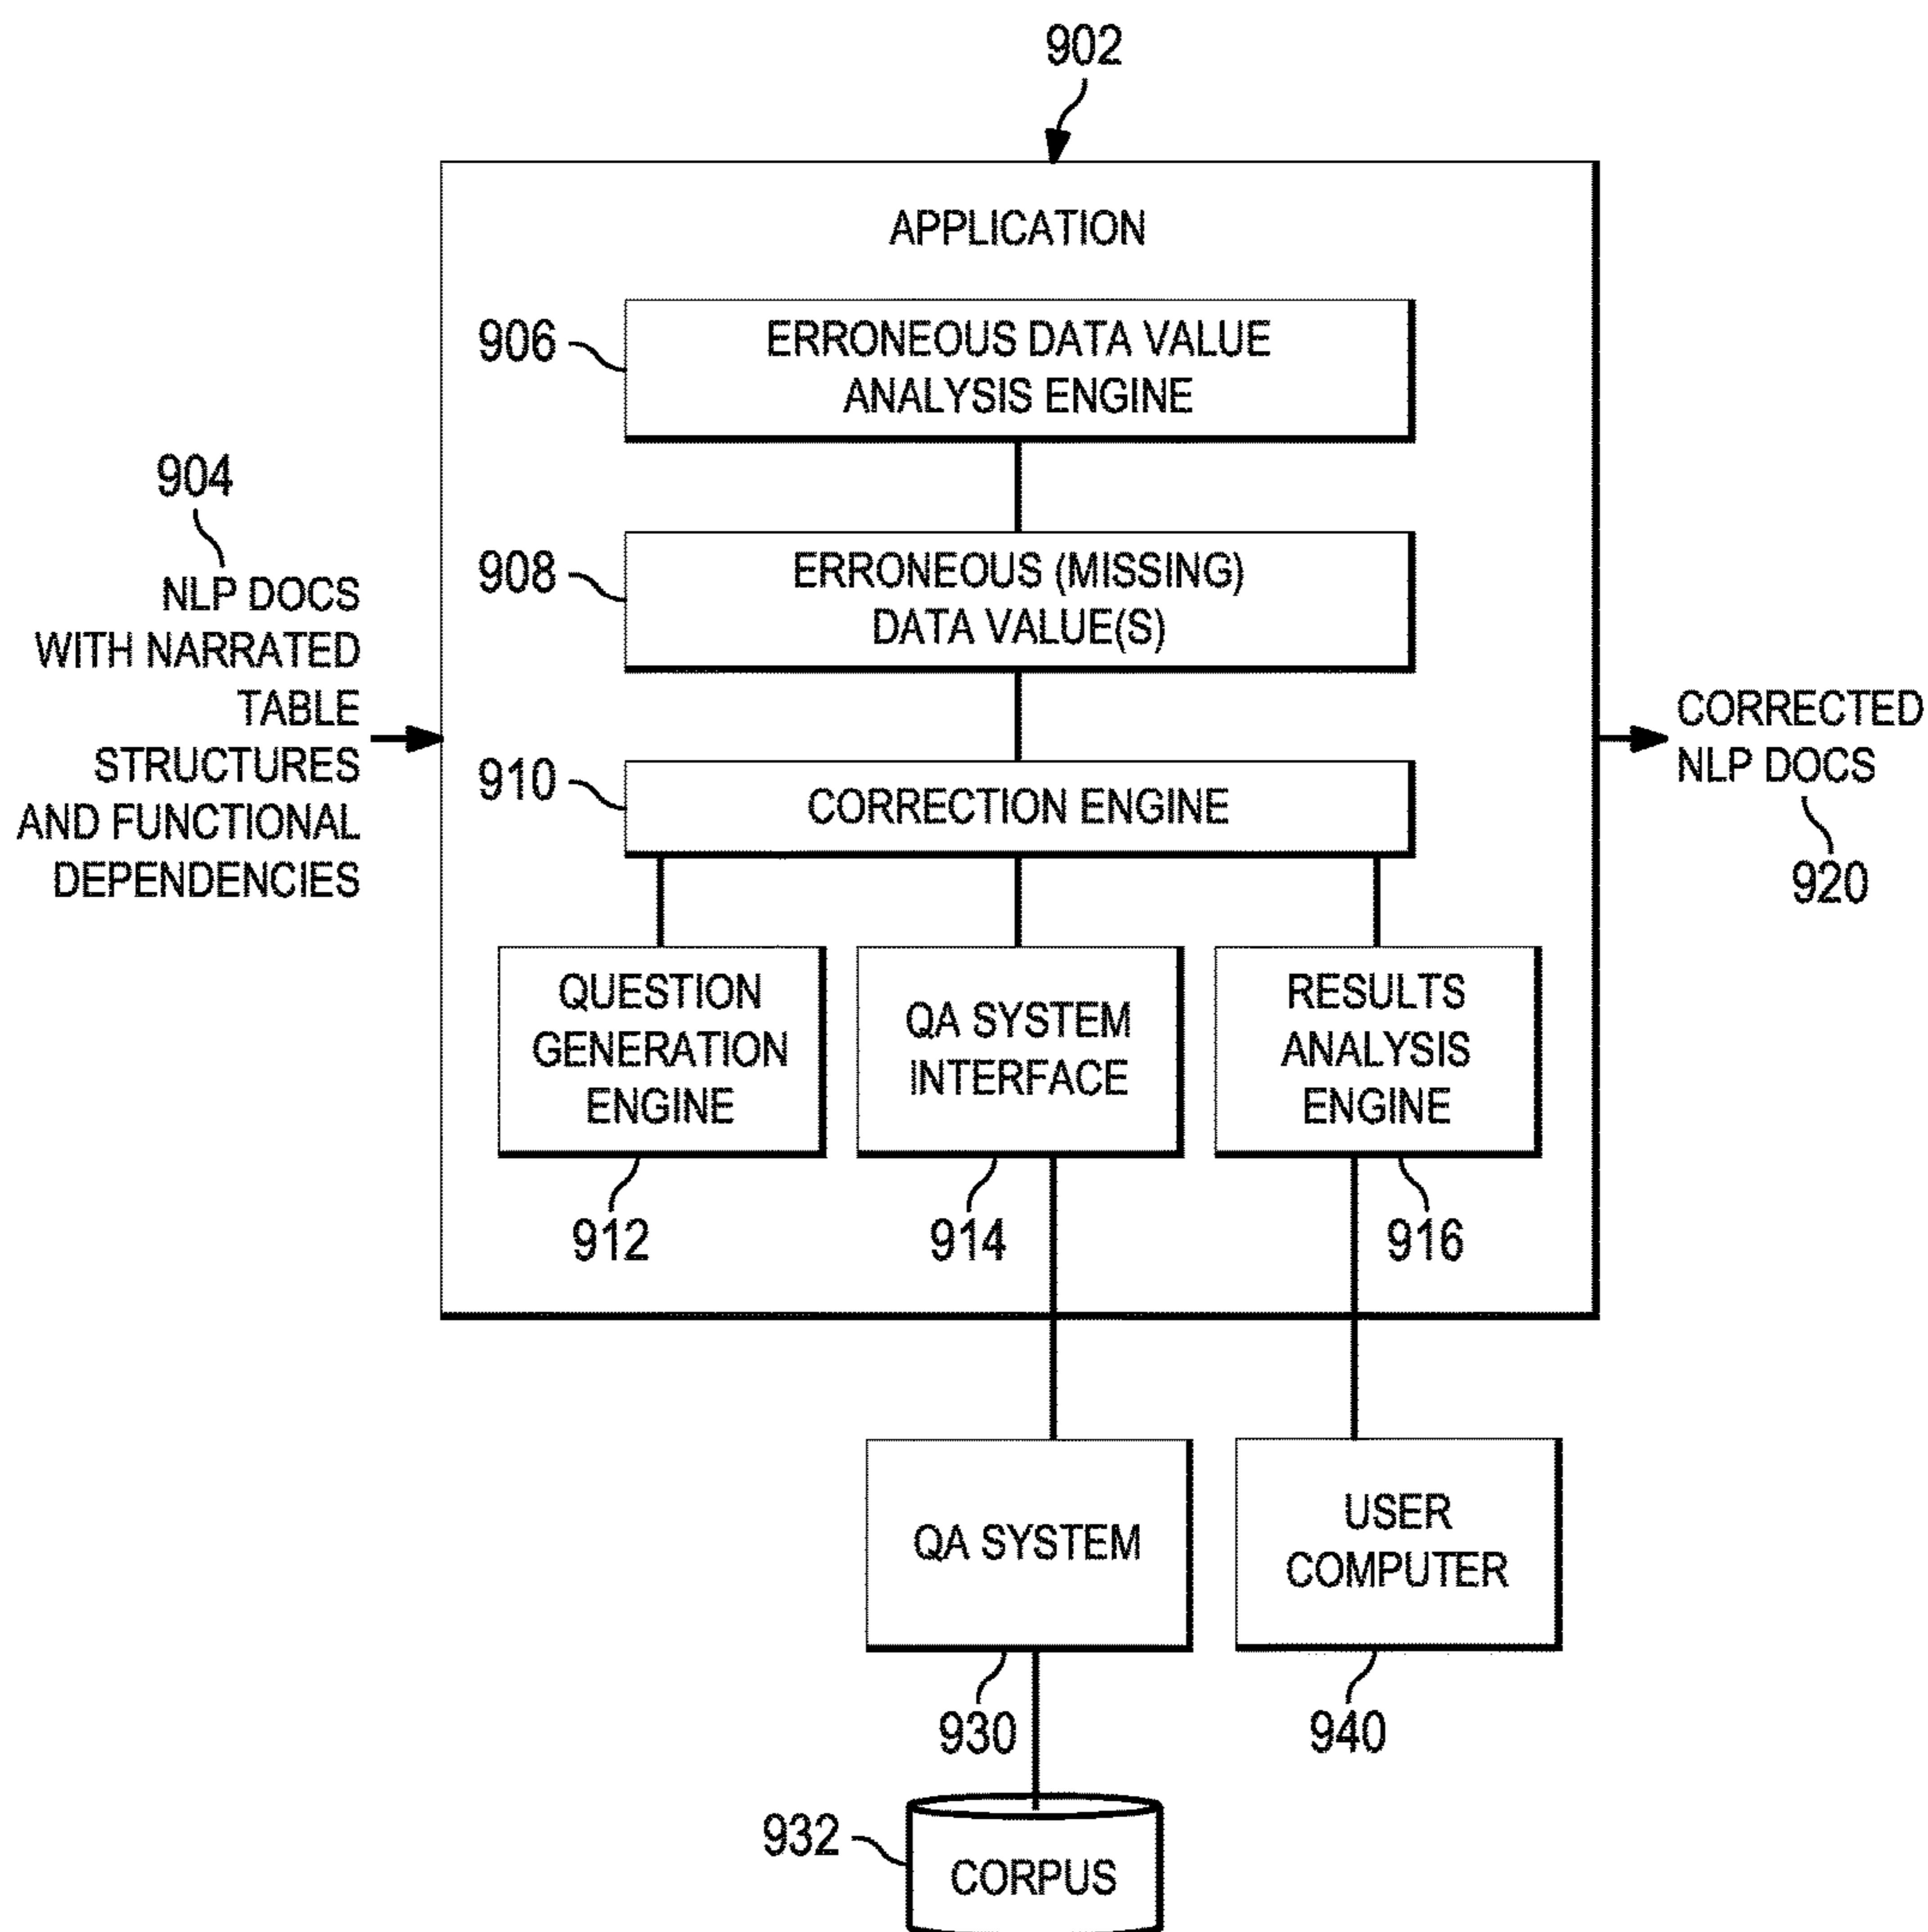 902
APPLICATION
906
ERRONEOUS DATA VALUE
ANALYSIS ENGINE
904
NLP DOCS
WITH NARRATED
TABLE
STRUCTURES
AND FUNCTIONAL
DEPENDENCIES
908
ERRONEOUS (MISSING)
DATA VALUE(S)
910
CORRECTION ENGINE
CORRECTED
NLP DOCS
920
QUESTION
GENERATION
ENGINE
912
QA SYSTEM
INTERFACE
914
RESULTS
ANALYSIS
ENGINE
916
QA SYSTEM
930
USER
COMPUTER
940
932
CORPUS